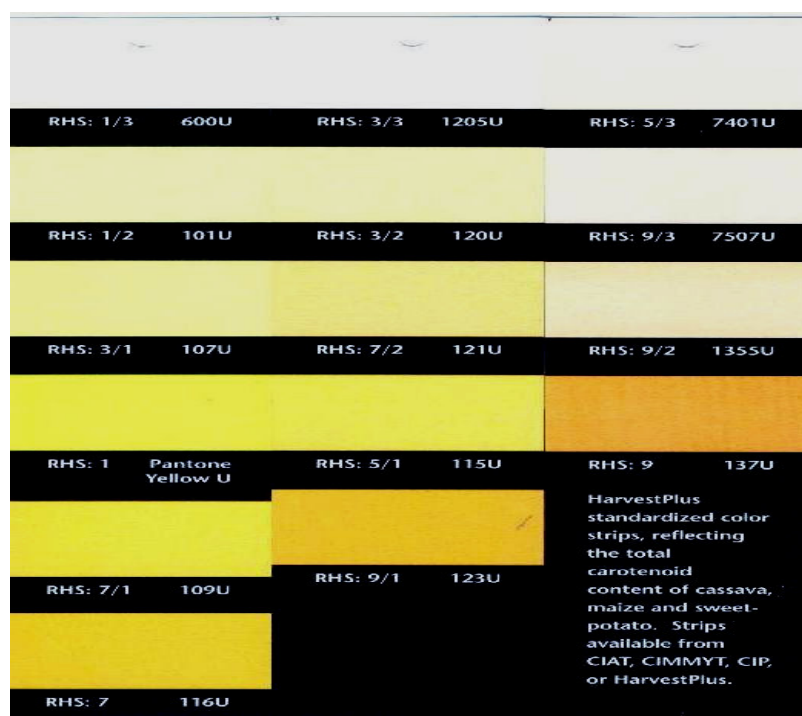 RHS: 1/3 600U
RHS: 3/3 1205U
RHS: 5/3 7401U
RHS: 1/2 101U
RHS: 3/2 120U
RHS: 9/3 7507U
RHS: 3/1 107U
RHS: 7/2 121U
RHS: 9/2 1355U
RHS: 1 Pantone
Yellow U
RHS: 5/1 115U
RHS: 9 137U
RHS: 7/1 109U
RHS: 9/1 123U
RHS: 7 116U
HarvestPlus
standardized color
strips, reflecting
the total
carotenoid
content of cassava,
maize and sweet-
potato. Strips
available from
CIAT, CIMMYT, CIP,
or HarvestPlus.